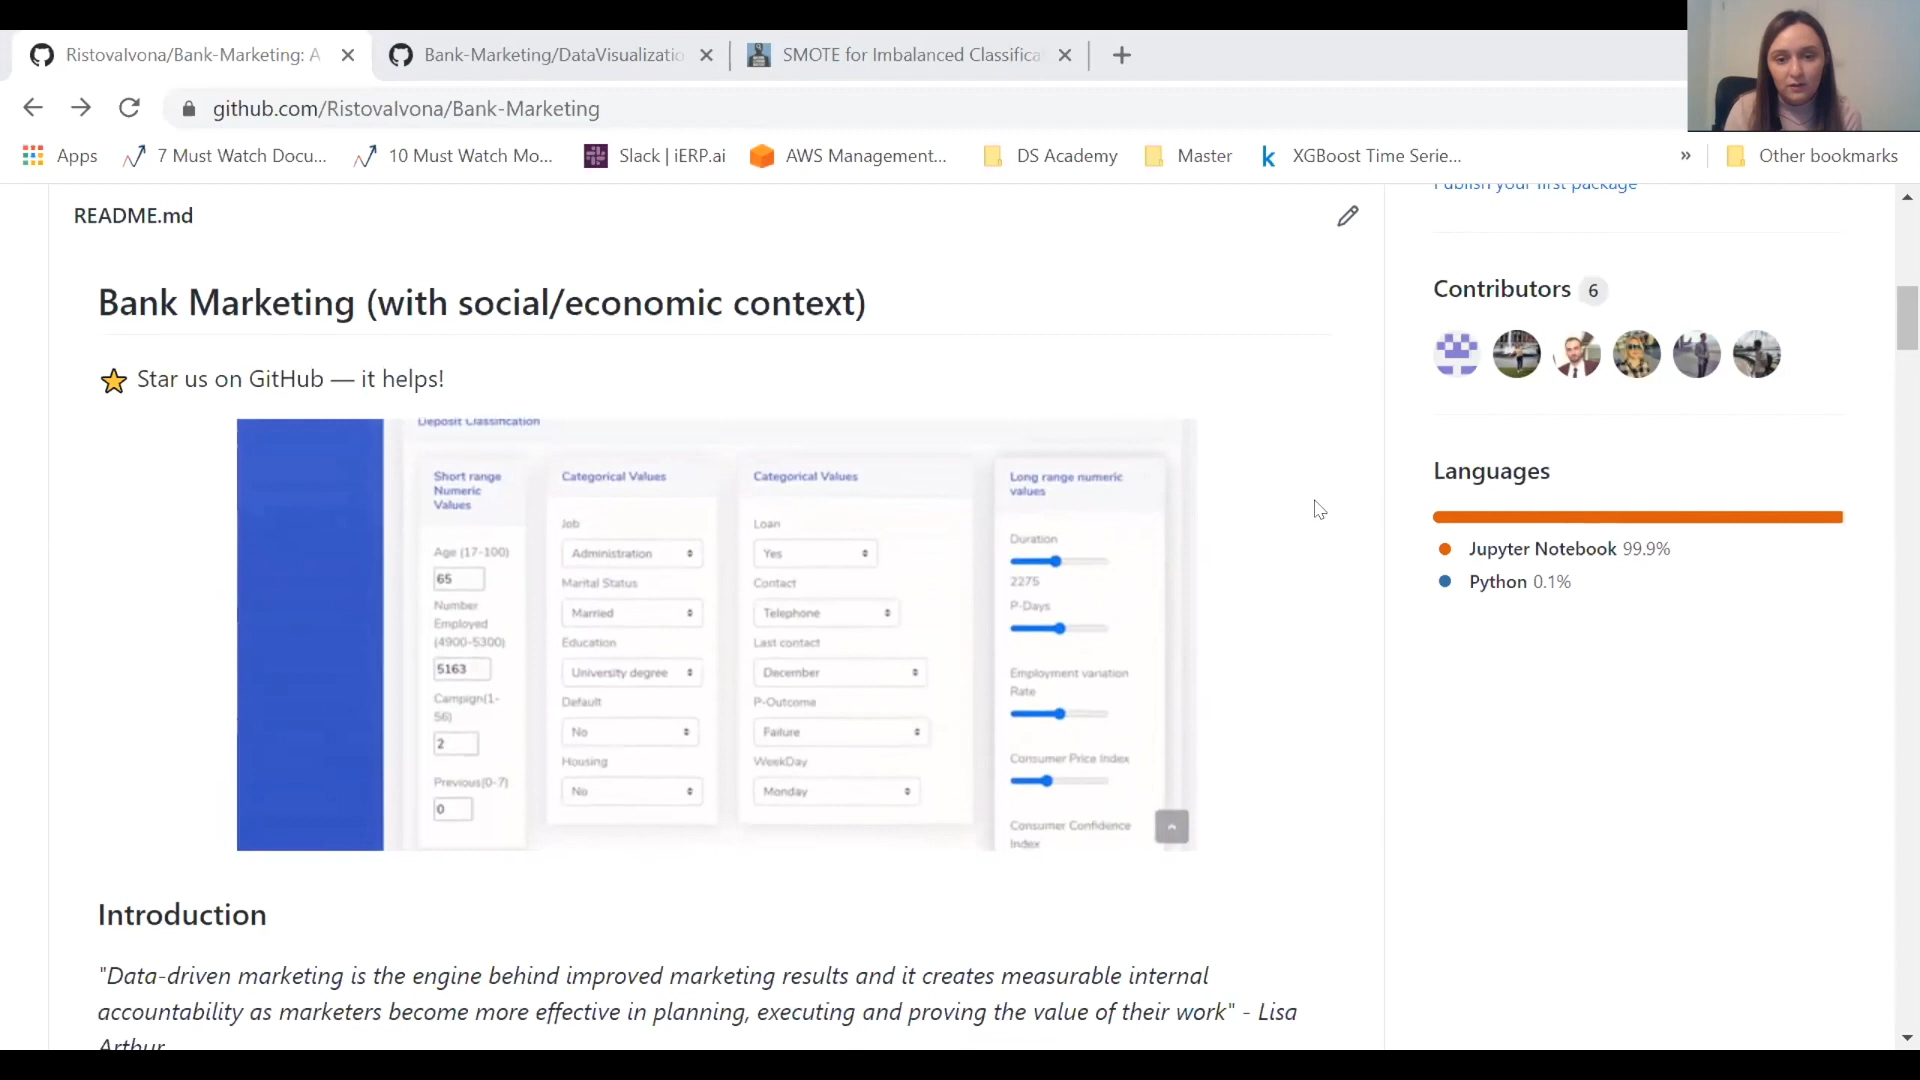 RistovaIvona/Bank-Marketing: A
Bank-Marketing/DataVisualizatio
SMOTE for Imbalanced Classifica
github.com/RistovaIvona/Bank-Marketing
Apps
7 Must Watch Docu...
10 Must Watch Mo...
Slack | iERP.ai
AWS Management...
DS Academy
Master
XGBoost Time Serie...
»
Other bookmarks
Publish your first package
README.md
Contributors 6
Bank Marketing (with social/economic context)
Star us on GitHub — it helps!
Deposit Classification
Short range
Numeric
Values
Age (17-100)
65
Number
Employed
(4900-5300)
5163
Campign(1-
56)
2
Previous(0-7)
0
Categorical Values
Job
Administration
Marital Status
Married
Education
University degree
Default
No
Housing
No
Categorical Values
Loan
Yes
Contact
Telephone
Last contact
December
P-Outcome
Failure
WeekDay
Monday
Long range numeric
values
Duration
2275
P-Days
Employment variation
Rate
Consumer Price Index
Consumer Confidence
Index
Languages
Jupyter Notebook 99.9%
Python 0.1%
Introduction
"Data-driven marketing is the engine behind improved marketing results and it creates measurable internal
accountability as marketers become more effective in planning, executing and proving the value of their work" - Lisa
Arthur